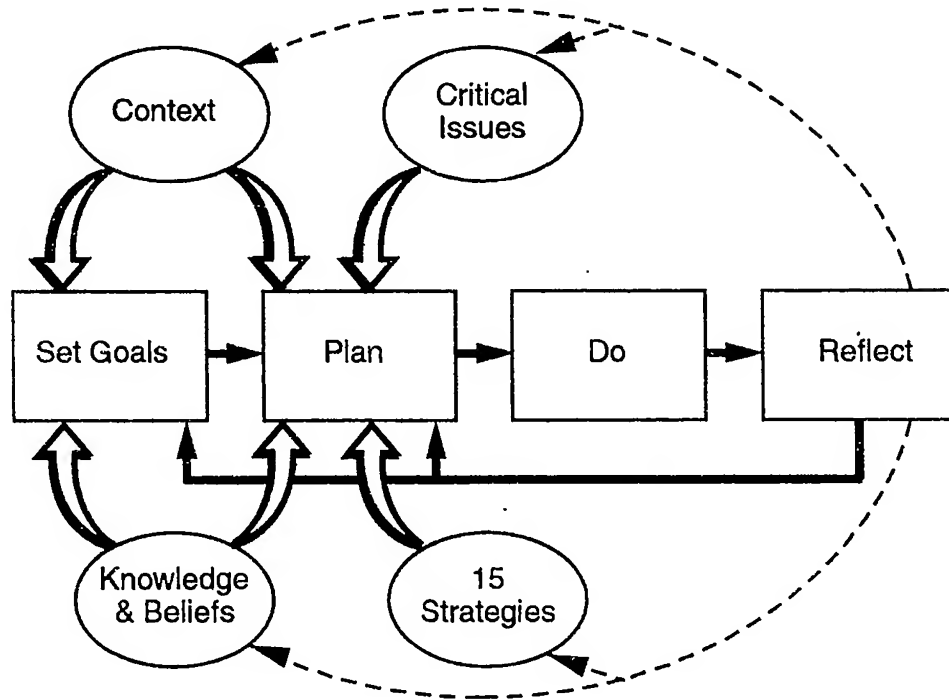 Context
Critical
Issues
Set Goals
Plan
Do
Reflect
Knowledge
& Beliefs
15
Strategies